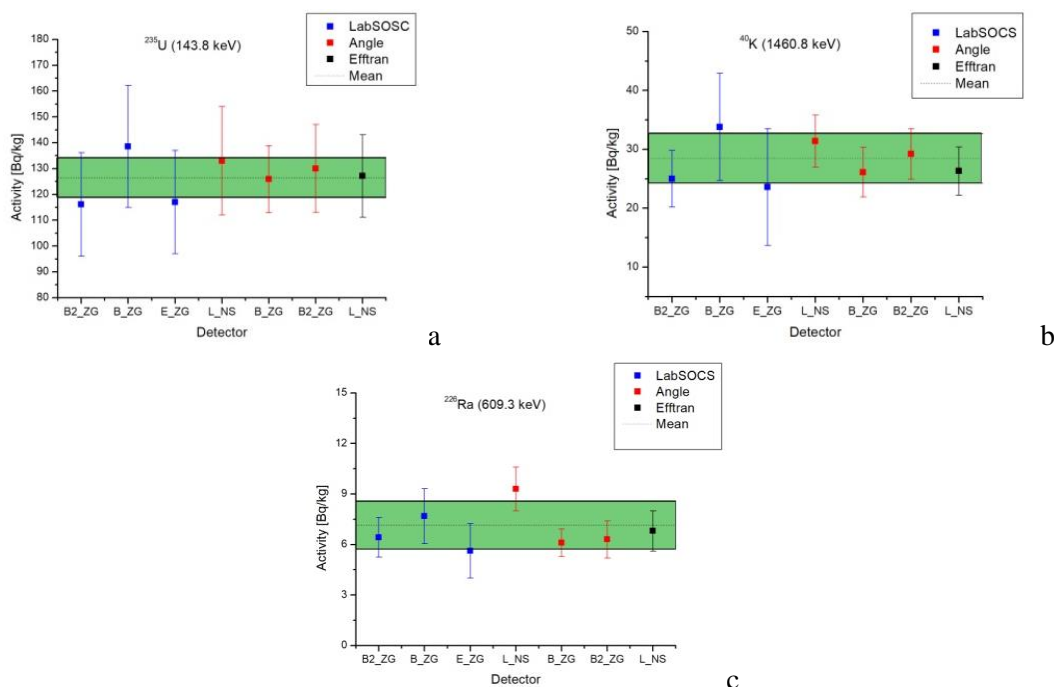 ²³⁵U (143.8 keV)
LabSOSC
Angle
Efftran
Mean
180
170
160
150
140
130
120
110
100
90
80
Activity [Bq/kg]
B2_ZG B_ZG E_ZG L_NS B_ZG B2_ZG L_NS
Detector
a
⁴⁰K (1460.8 keV)
LabSOCS
Angle
Efftran
Mean
50
40
30
20
10
Activity [Bq/kg]
B2_ZG B_ZG E_ZG L_NS B_ZG B2_ZG L_NS
Detector
b
²²⁶Ra (609.3 keV)
LabSOCS
Angle
Efftran
Mean
15
12
9
6
3
0
Activity [Bq/kg]
B2_ZG B_ZG E_ZG L_NS B_ZG B2_ZG L_NS
Detector
c